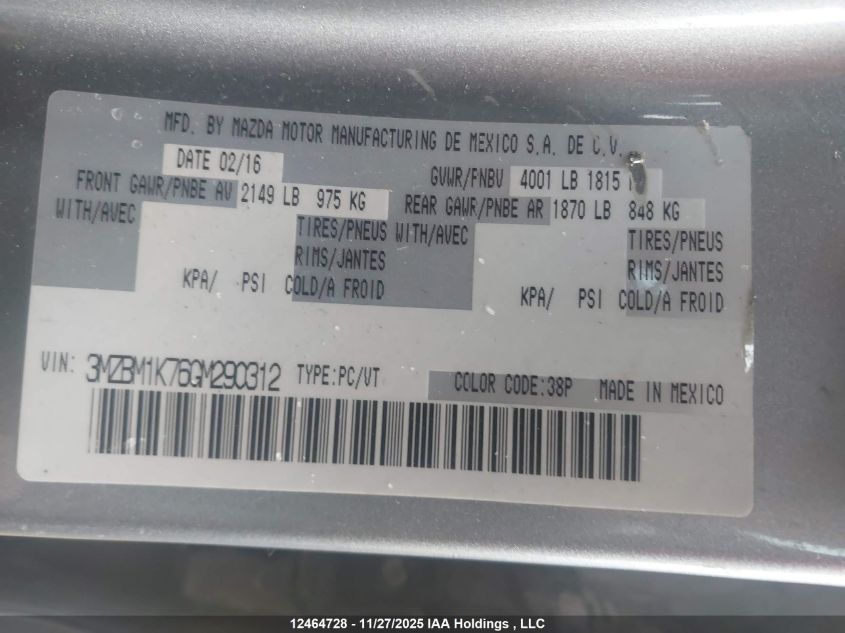 MFD. BY MAZDA MOTOR MANUFACTURING DE MEXICO S.A. DE C.V.
DATE 02/16 GVWR/FNBV 4001 LB 1815
FRONT GAWR/PNBE AV 2149 LB 975 KG REAR GAWR/PNBE AR 1870 LB 848 KG
WITH/AVEC TIRES/PNEUS WITH/AVEC TIRES/PNEUS
RIMS/JANTES RIMS/JANTES
KPA/ PSI COLD/A FROID KPA/ PSI COLD/A FROID
VIN: 3MZBM1K76GM290312 TYPE:PC/VT COLOR CODE:38P MADE IN MEXICO
12464728 - 11/27/2025 IAA Holdings , LLC